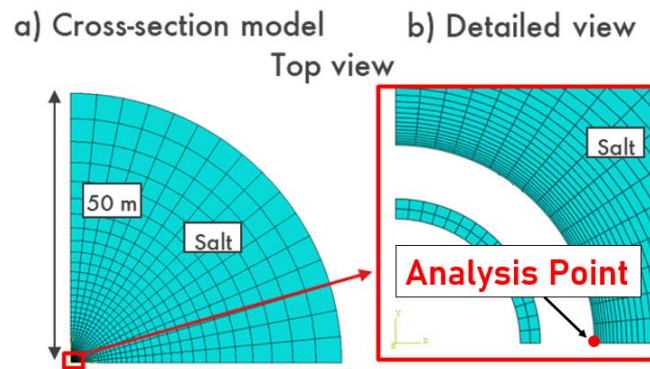 a) Cross-section model
b) Detailed view
Top view
50 m
Salt
Salt
Analysis Point
Y
Z X